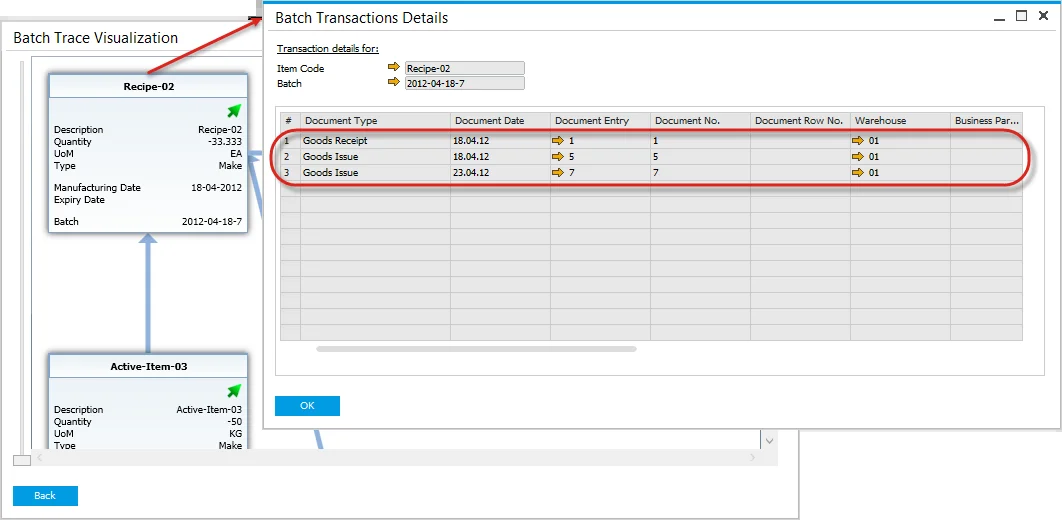 Batch Trace Visualization
Recipe-02
Description Recipe-02
Quantity -33.333
UoM EA
Type Make
Manufacturing Date 18-04-2012
Expiry Date
Batch 2012-04-18-7
Active-Item-03
Description Active-Item-03
Quantity -50
UoM KG
Type Make
Back
Batch Transactions Details
Transaction details for:
Item Code Recipe-02
Batch 2012-04-18-7
# Document Type Document Date Document Entry Document No. Document Row No. Warehouse Business Par...
1 Goods Receipt 18.04.12 1 1 01
2 Goods Issue 18.04.12 5 5 01
3 Goods Issue 23.04.12 7 7 01
OK